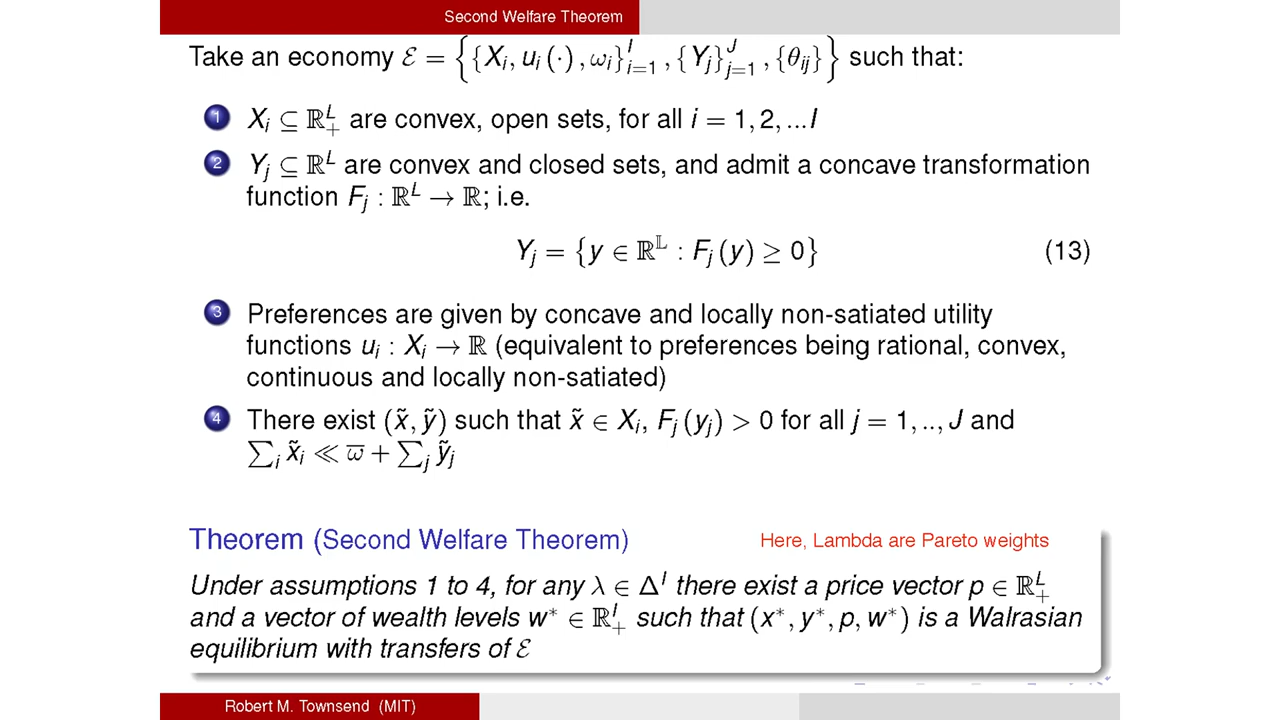 Second Welfare Theorem
Take an economy ℰ = {{X_i, u_i (·) , ω_i}_{i=1}^I , {Y_j}_{j=1}^J , {θ_ij}} such that:
1 X_i ⊆ ℝ_+^L are convex, open sets, for all i = 1, 2, ...I
2 Y_j ⊆ ℝ^L are convex and closed sets, and admit a concave transformation
function F_j : ℝ^L → ℝ; i.e.
Y_j = {y ∈ ℝ^𝕃 : F_j (y) ≥ 0} (13)
3 Preferences are given by concave and locally non-satiated utility
functions u_i : X_i → ℝ (equivalent to preferences being rational, convex,
continuous and locally non-satiated)
4 There exist (x̃, ỹ) such that x̃ ∈ X_i, F_j (y_j) > 0 for all j = 1, .., J and
∑_i x̃_i ≪ ω̅ + ∑_j ỹ_j
Theorem (Second Welfare Theorem) Here, Lambda are Pareto weights
Under assumptions 1 to 4, for any λ ∈ Δ^I there exist a price vector p ∈ ℝ_+^L
and a vector of wealth levels w* ∈ ℝ_+^I such that (x*, y*, p, w*) is a Walrasian
equilibrium with transfers of ℰ
Robert M. Townsend (MIT)